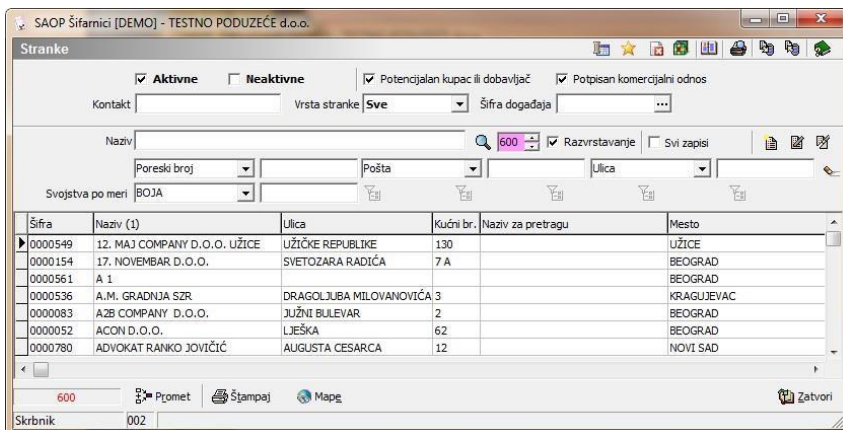 SAOP Šifarnici [DEMO] - TESTNO PODUZEĆE d.o.o.
Stranke
Aktivne Neaktivne Potencijalan kupac ili dobavljač Potpisan komercijalni odnos
Kontakt Vrsta stranke Sve Šifra događaja ...
Naziv 600 Razvrstavanje Svi zapisi
Poreski broj Pošta Ulica
Svojstva po meri BOJA
Šifra Naziv (1) Ulica Kućni br. Naziv za pretragu Mesto
0000549 12. MAJ COMPANY D.O.O. UŽICE UŽIČKE REPUBLIKE 130 UŽICE
0000154 17. NOVEMBAR D.O.O. SVETOZARA RADIĆA 7 A BEOGRAD
0000561 A 1 BEOGRAD
0000536 A.M. GRADNJA SZR DRAGOLJUBA MILOVANOVIĆA 3 KRAGUJEVAC
0000083 A2B COMPANY D.O.O. JUŽNI BULEVAR 2 BEOGRAD
0000052 ACON D.O.O. LJEŠKA 62 BEOGRAD
0000780 ADVOKAT RANKO JOVIČIĆ AUGUSTA CESARCA 12 NOVI SAD
600 Promet Štampaj Mape Zatvori
Skrbnik 002